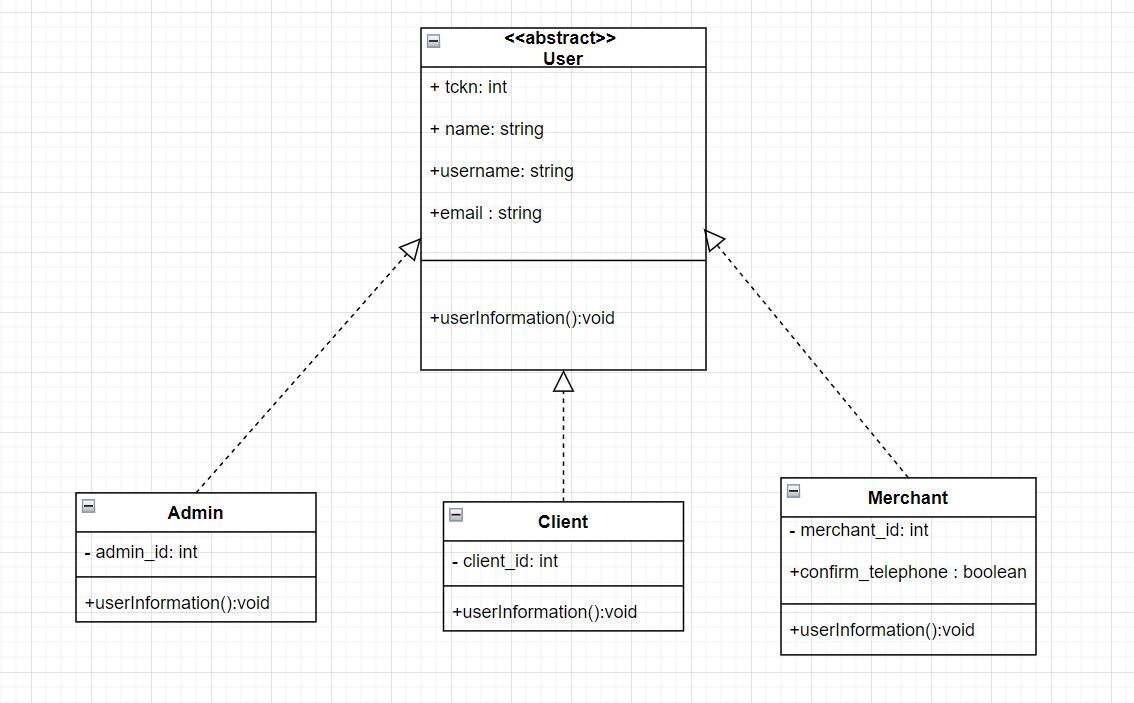 <<abstract>>
User
+ tckn: int
+ name: string
+username: string
+email : string
+userInformation():void
Admin
- admin_id: int
+userInformation():void
Client
- client_id: int
+userInformation():void
Merchant
- merchant_id: int
+confirm_telephone : boolean
+userInformation():void